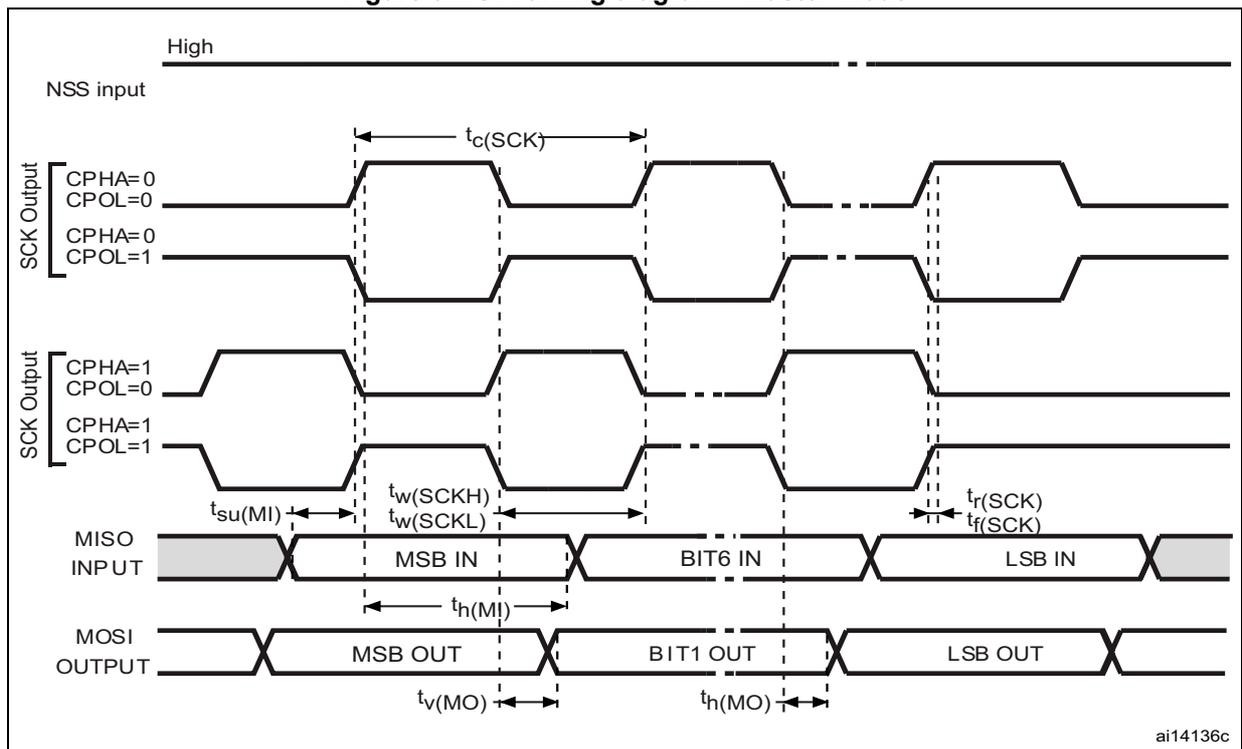 High
NSS input
tc(SCK)
SCK Output
CPHA=0
CPOL=0
CPHA=0
CPOL=1
SCK Output
CPHA=1
CPOL=0
CPHA=1
CPOL=1
tsu(MI)
tw(SCKH)
tw(SCKL)
tr(SCK)
tf(SCK)
MISO
INPUT
MSB IN
BIT6 IN
LSB IN
th(MI)
MOSI
OUTPUT
MSB OUT
BIT1 OUT
LSB OUT
tv(MO)
th(MO)
ai14136c